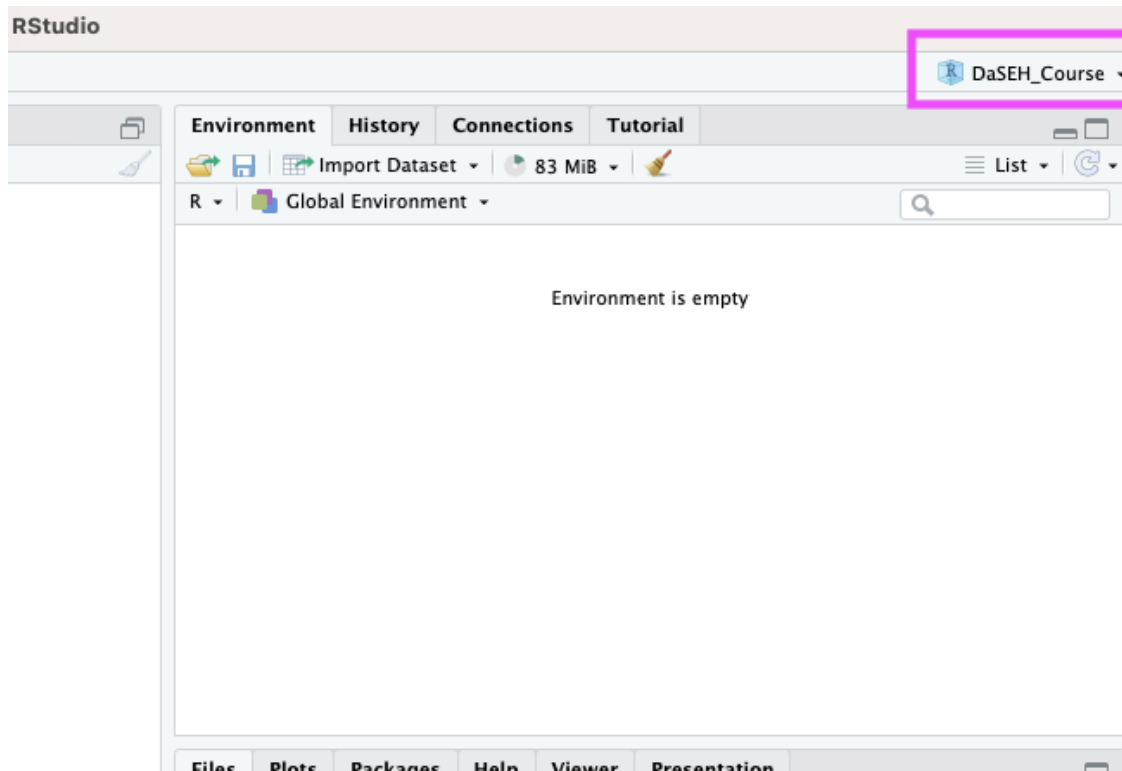 RStudio
R DaSEH_Course
Environment History Connections Tutorial
Import Dataset 83 MiB List
R Global Environment
Environment is empty
Files Plots Packages Help Viewer Presentation